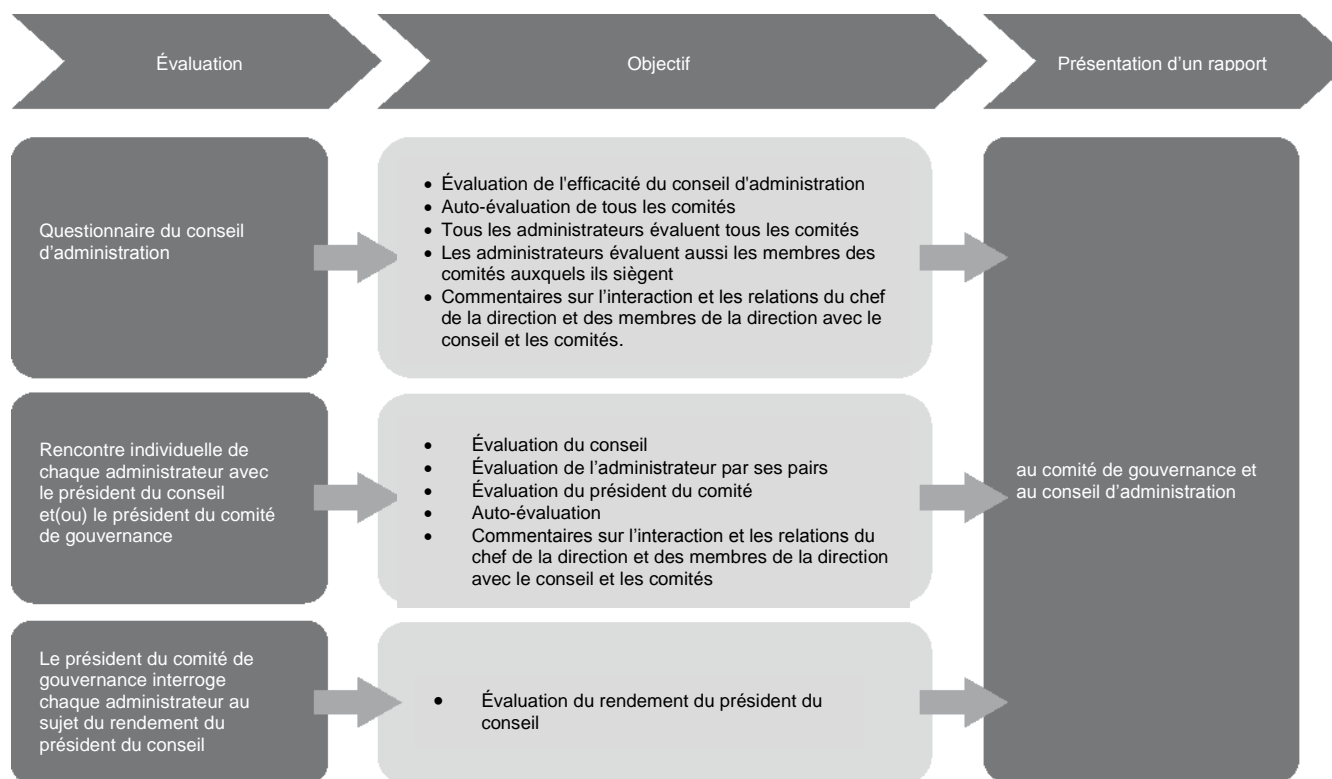 Évaluation
Objectif
Présentation d’un rapport
Questionnaire du conseil
d’administration
• Évaluation de l'efficacité du conseil d'administration
• Auto-évaluation de tous les comités
• Tous les administrateurs évaluent tous les comités
• Les administrateurs évaluent aussi les membres des
comités auxquels ils siègent
• Commentaires sur l’interaction et les relations du chef
de la direction et des membres de la direction avec le
conseil et les comités.
Rencontre individuelle de
chaque administrateur avec
le président du conseil
et(ou) le président du comité
de gouvernance
• Évaluation du conseil
• Évaluation de l’administrateur par ses pairs
• Évaluation du président du comité
• Auto-évaluation
• Commentaires sur l’interaction et les relations du
chef de la direction et des membres de la direction
avec le conseil et les comités
au comité de gouvernance et
au conseil d’administration
Le président du comité de
gouvernance interroge
chaque administrateur au
sujet du rendement du
président du conseil
• Évaluation du rendement du président du
conseil